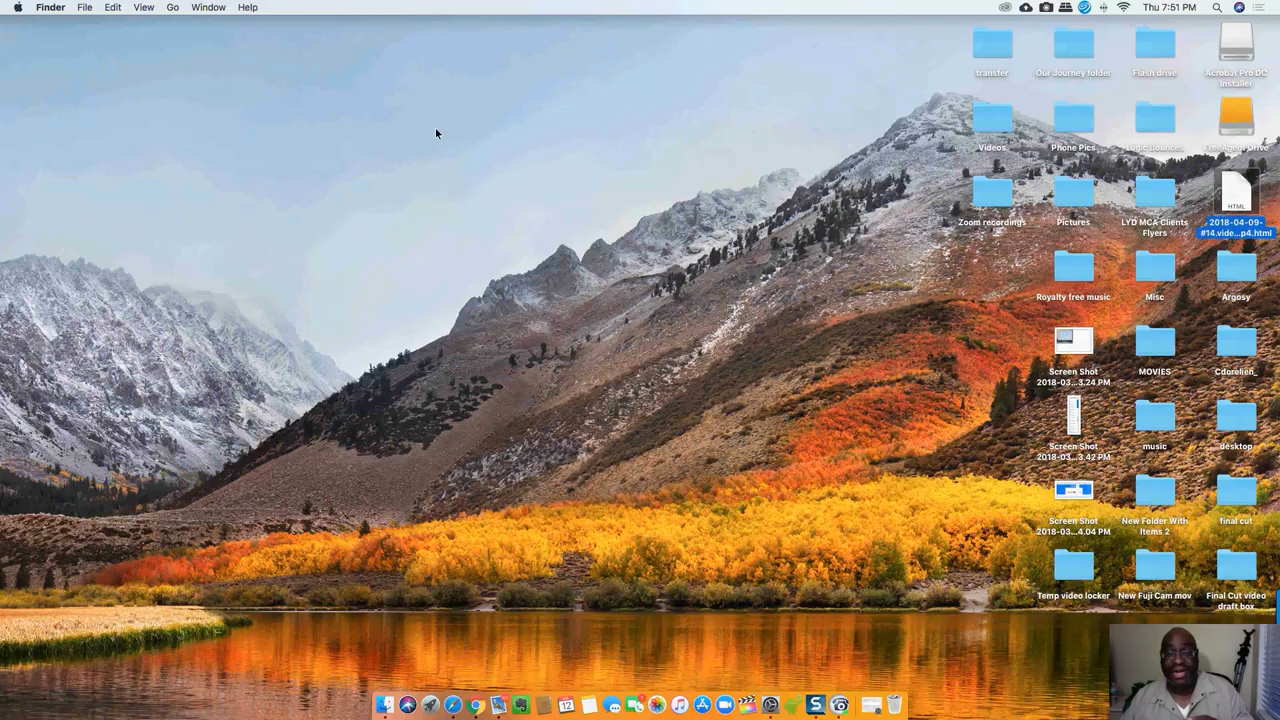 Finder File Edit View Go Window Help
Thu 7:51 PM
transfer
Our Journey folder
Flash drive
Acrobat Pro DC
Installer
Videos
Phone Pics
Logic Bounces
FreeAgent Drive
Zoom recordings
Pictures
LYD MCA Clients
Flyers
HTML
2018-04-09-
#14.vide...p4.html
Royalty free music
Misc
Argosy
Screen Shot
2018-03...3.24 PM
MOVIES
Cdorelien_
Screen Shot
2018-03...3.42 PM
music
desktop
Screen Shot
2018-03...4.04 PM
New Folder With
Items 2
final cut
Temp video locker
New Fuji Cam mov
Final Cut video
draft box
12
S